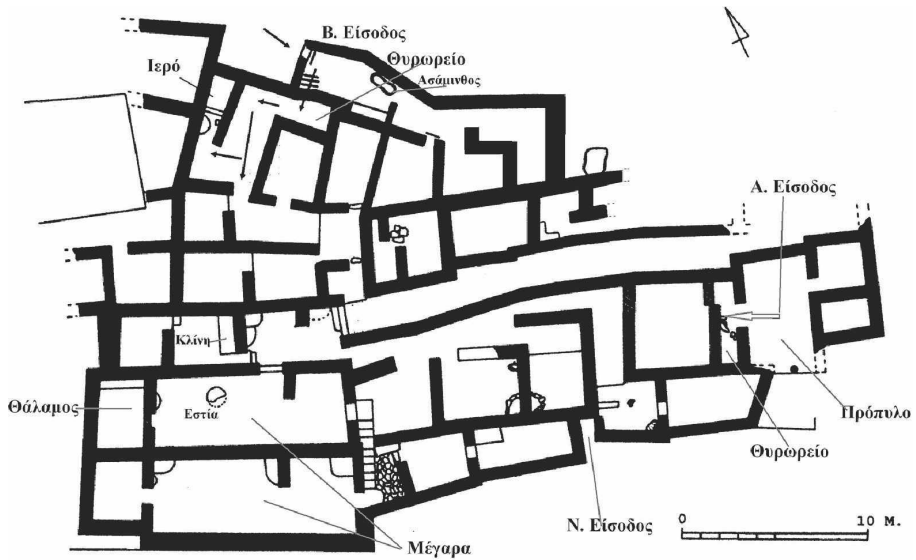 Β. Είσοδος
Θυρωρείο
Ιερό
Ασάμινθος
Α. Είσοδος
Κλίνη
Θάλαμος
Εστία
Πρόπυλο
Θυρωρείο
Ν. Είσοδος
Μέγαρα
0 10 Μ.